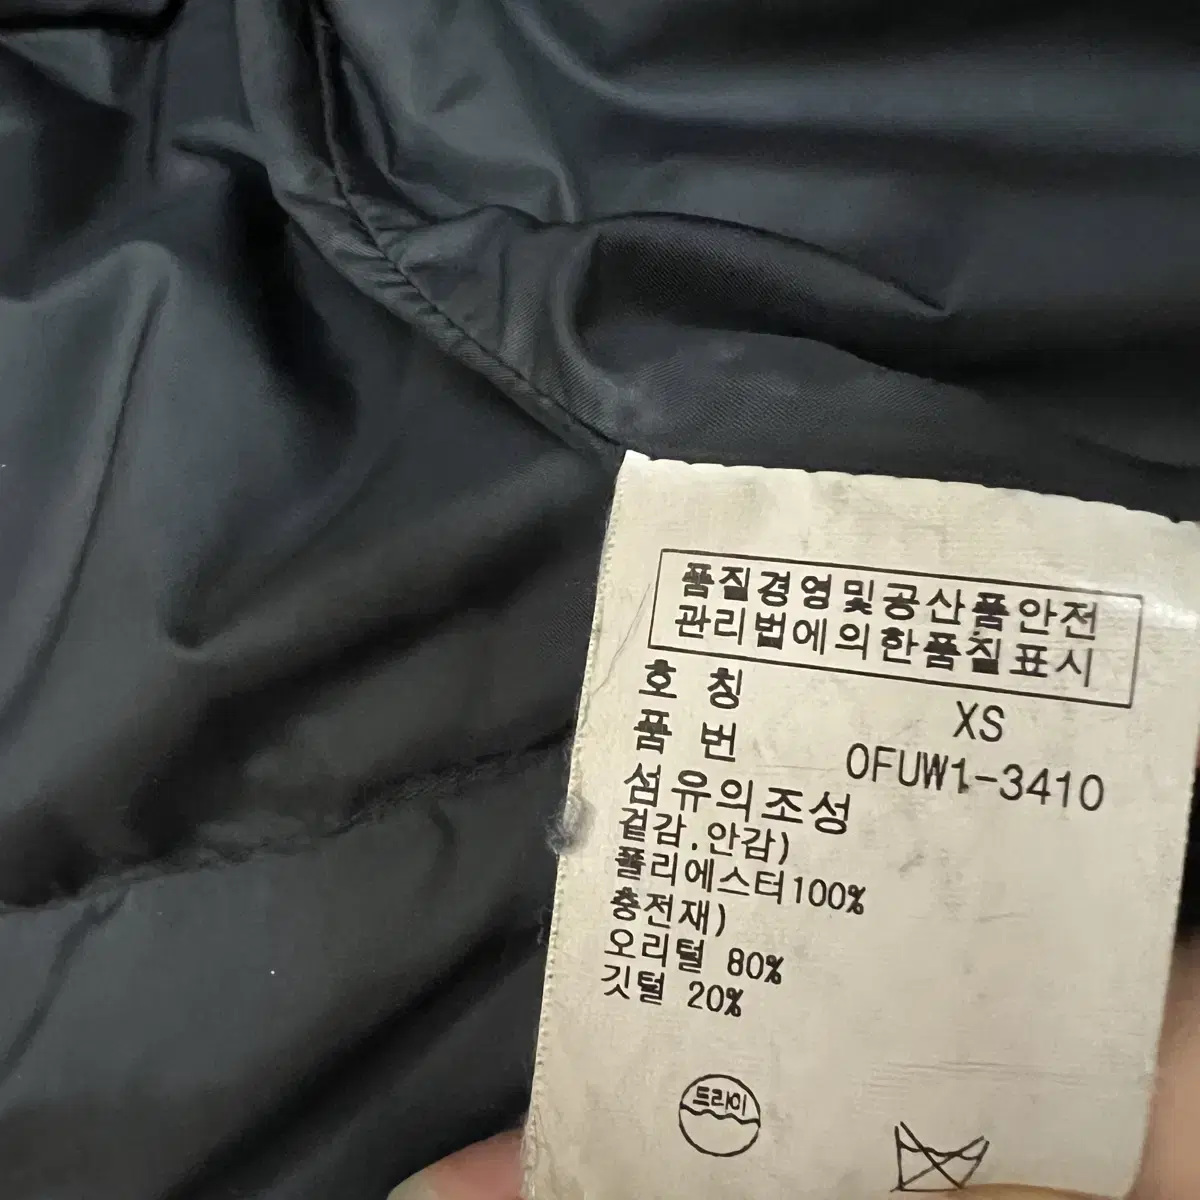 품질경영및공산품안전
관리법에의한품질표시
호 칭 XS
품 번 OFUW1-3410
섬유의조성
겉감.안감)
폴리에스터100%
충전재)
오리털 80%
깃털 20%
드라이